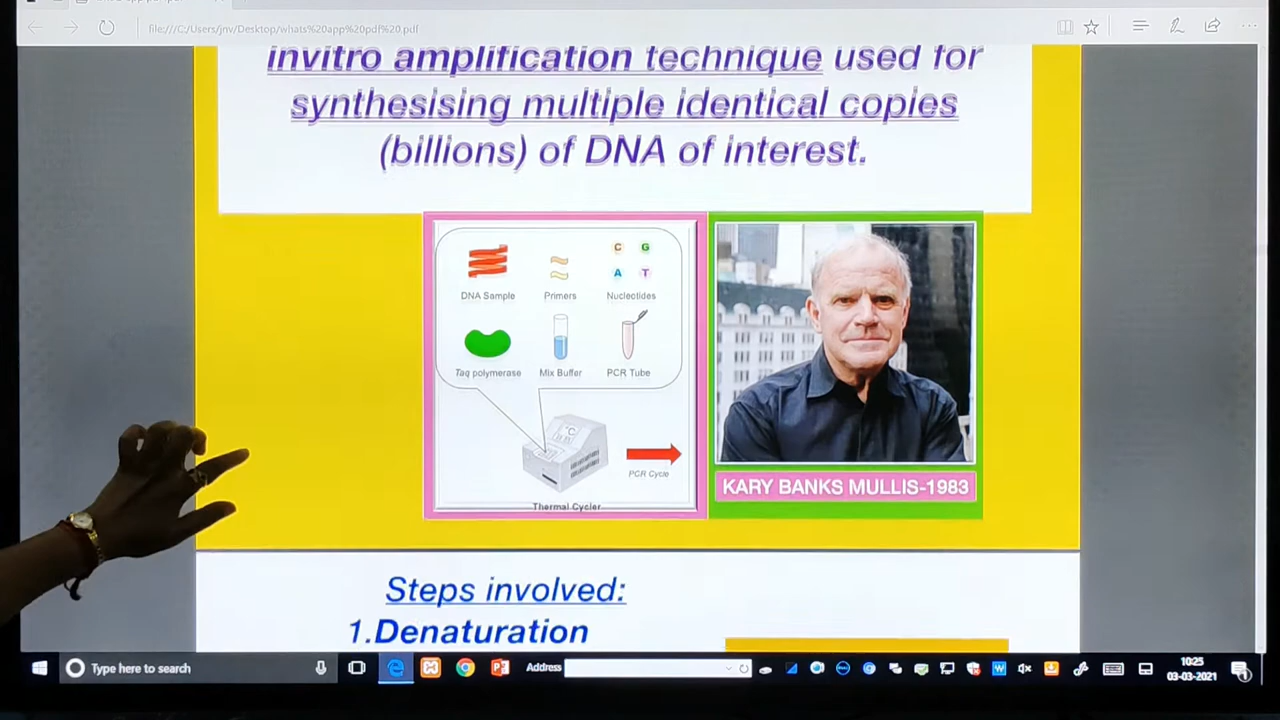 file:///C:/Users/jnv/Desktop/whats%20app%20pdf%20.pdf
invitro amplification technique used for
synthesising multiple identical copies
(billions) of DNA of interest.
C G
A T
DNA Sample Primers Nucleotides
Taq polymerase Mix Buffer PCR Tube
°C
PCR Cycle
Thermal Cycler
KARY BANKS MULLIS-1983
Steps involved:
1.Denaturation
Type here to search
Address
10:25
03-03-2021